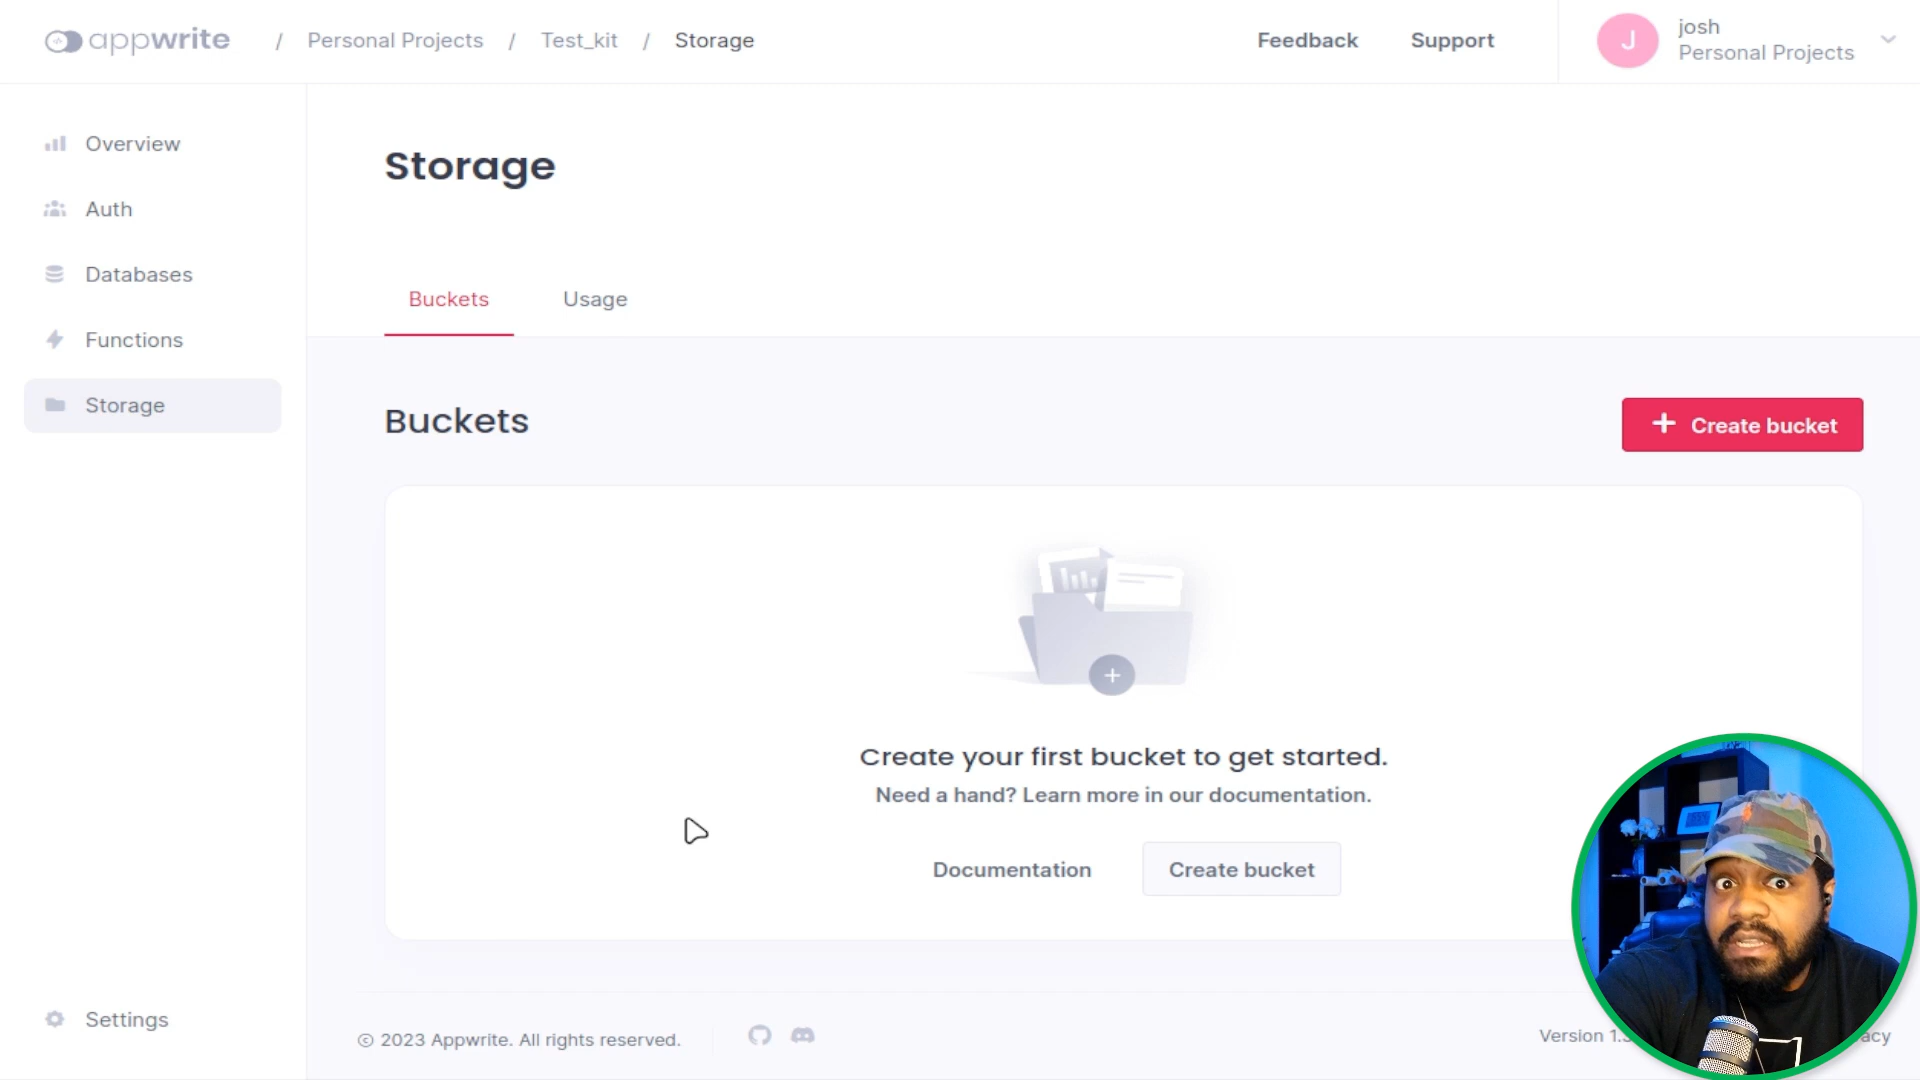 appwrite / Personal Projects / Test_kit / Storage
Feedback Support
J
josh
Personal Projects
Overview
Auth
Databases
Functions
Storage
Settings
Storage
Buckets Usage
Buckets
+ Create bucket
Create your first bucket to get started.
Need a hand? Learn more in our documentation.
Documentation Create bucket
© 2023 Appwrite. All rights reserved.
Version